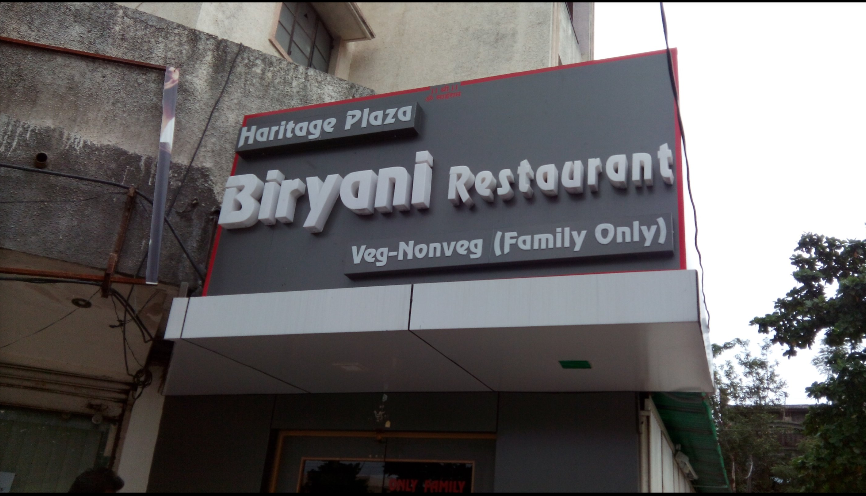 Haritage Plaza
Biryani Restaurant
Veg-Nonveg (Family Only)
ONLY FAMILY